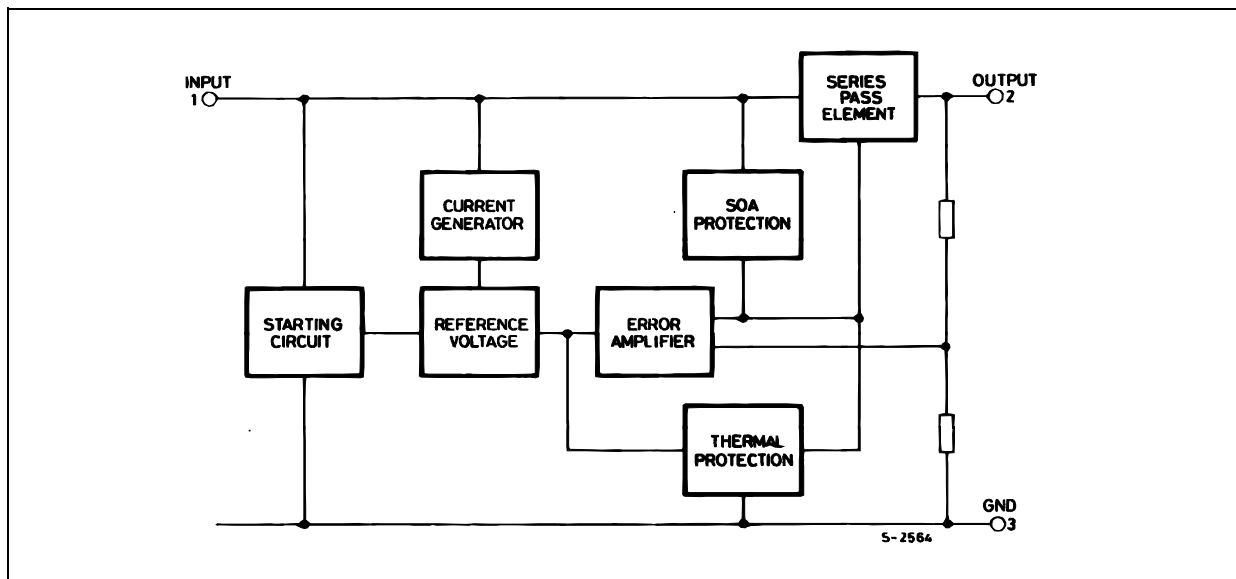 INPUT
1
SERIES
PASS
ELEMENT
OUTPUT
2
CURRENT
GENERATOR
SOA
PROTECTION
STARTING
CIRCUIT
REFERENCE
VOLTAGE
ERROR
AMPLIFIER
THERMAL
PROTECTION
GND
3
S-2564